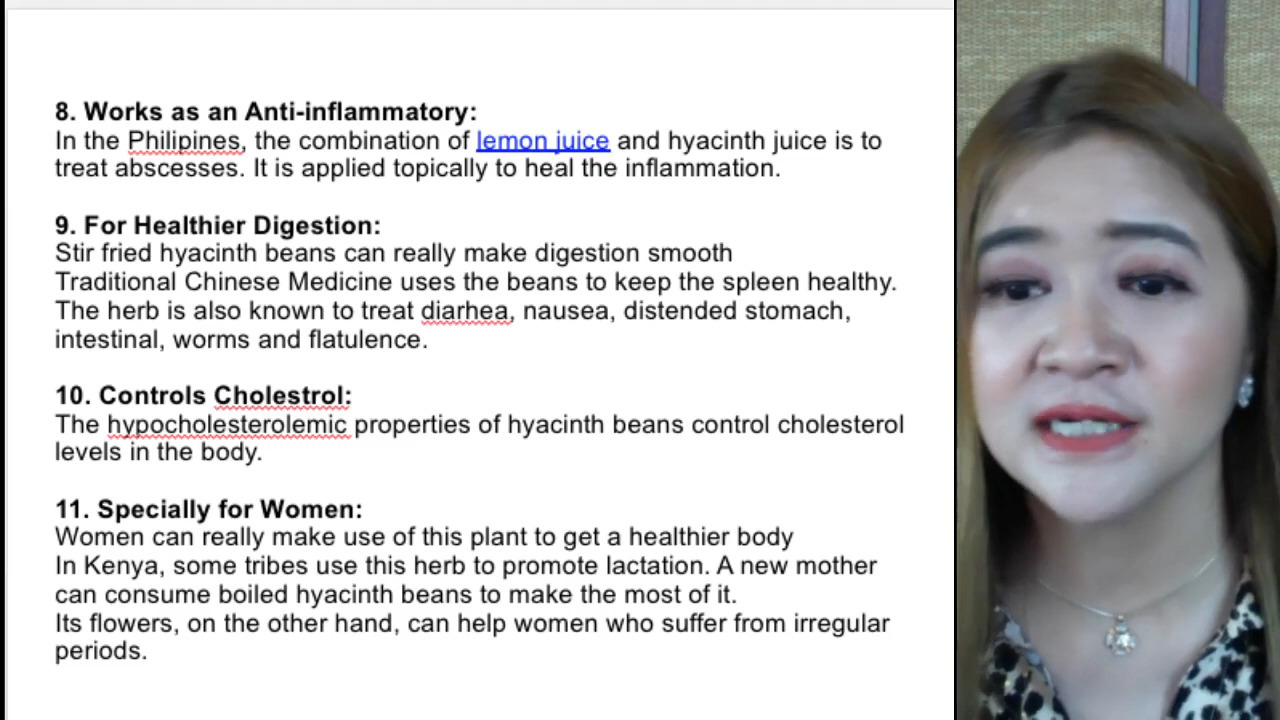 8. Works as an Anti-inflammatory:
In the Philipines, the combination of lemon juice and hyacinth juice is to
treat abscesses. It is applied topically to heal the inflammation.
9. For Healthier Digestion:
Stir fried hyacinth beans can really make digestion smooth
Traditional Chinese Medicine uses the beans to keep the spleen healthy.
The herb is also known to treat diarhea, nausea, distended stomach,
intestinal, worms and flatulence.
10. Controls Cholestrol:
The hypocholesterolemic properties of hyacinth beans control cholesterol
levels in the body.
11. Specially for Women:
Women can really make use of this plant to get a healthier body
In Kenya, some tribes use this herb to promote lactation. A new mother
can consume boiled hyacinth beans to make the most of it.
Its flowers, on the other hand, can help women who suffer from irregular
periods.